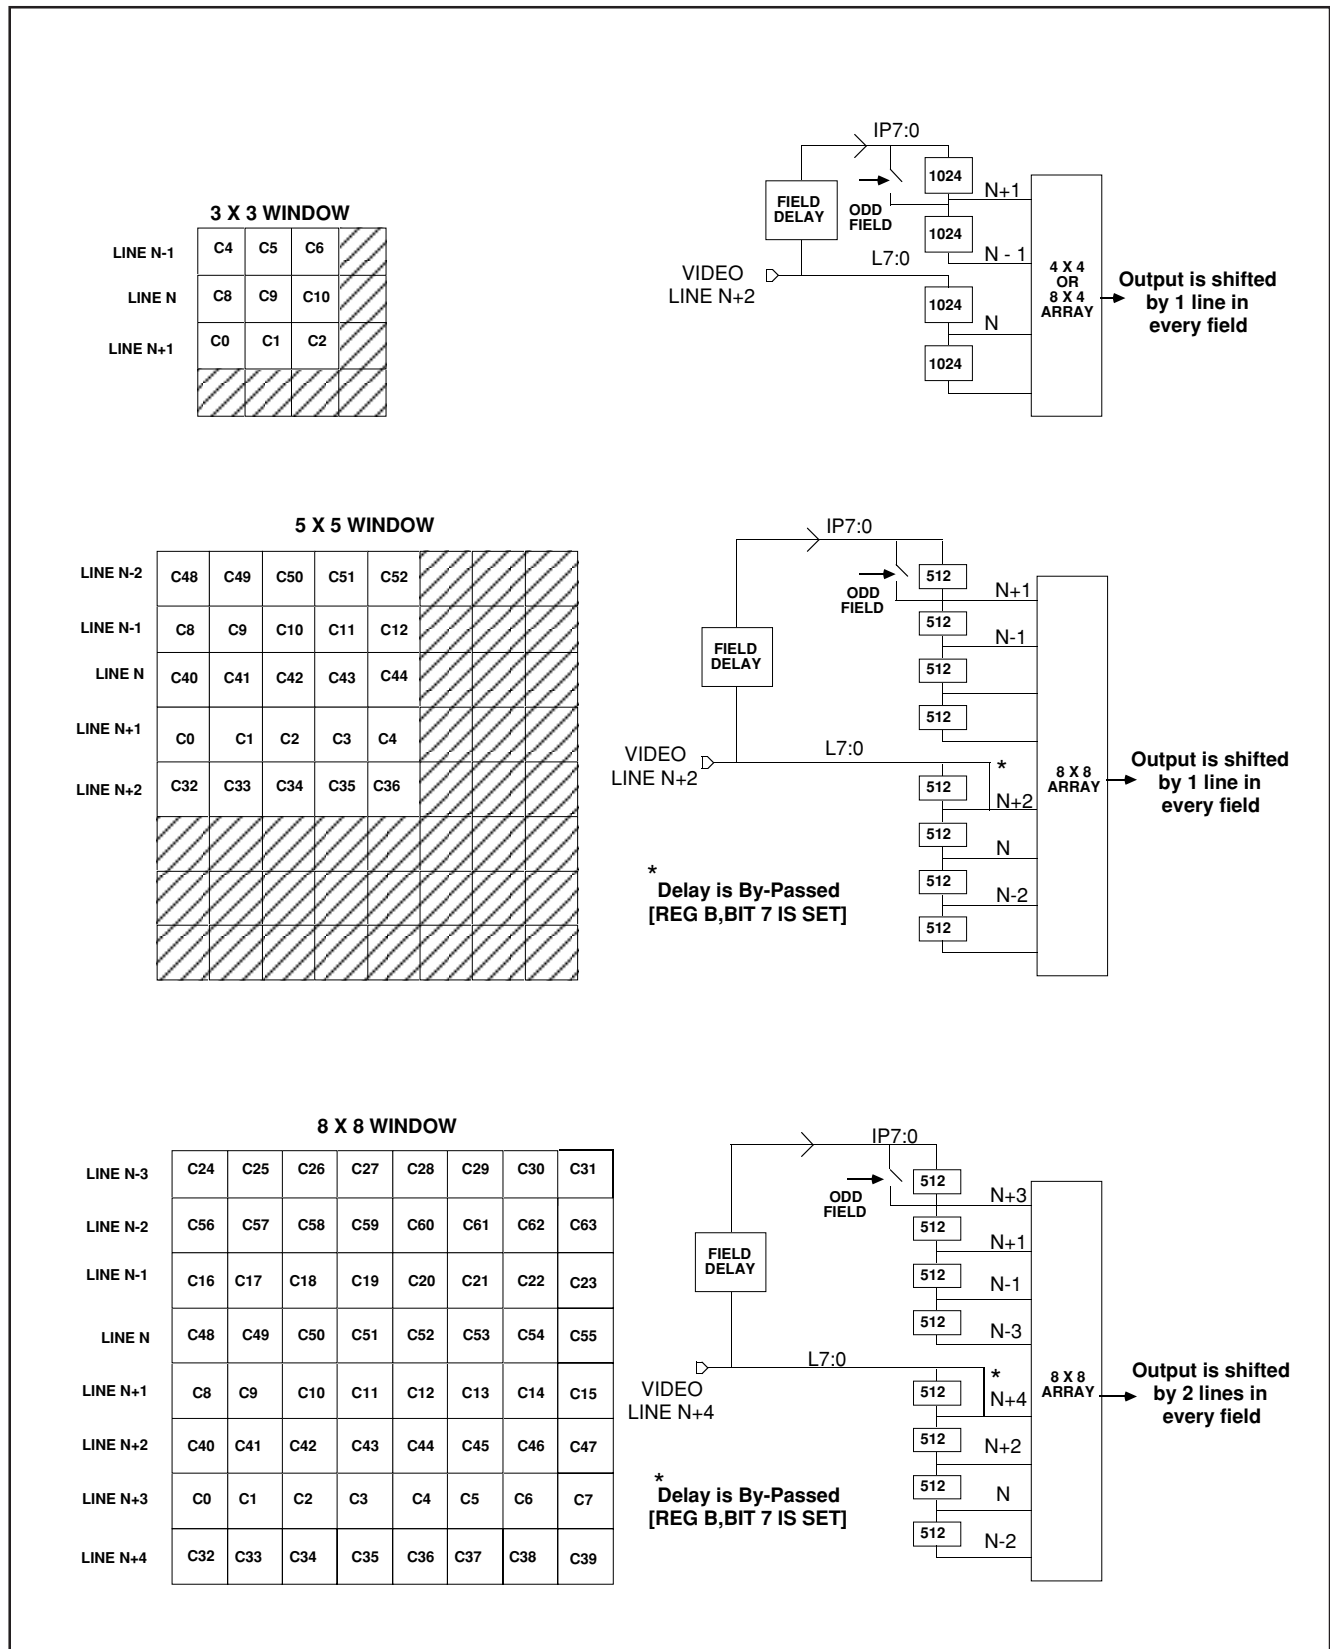 3 X 3 WINDOW
LINE N-1 C4 C5 C6
LINE N C8 C9 C10
LINE N+1 C0 C1 C2
IP7:0
FIELD
DELAY
ODD
FIELD
1024
N+1
1024
N - 1
L7:0
VIDEO
LINE N+2
1024
N
1024
4 X 4
OR
8 X 4
ARRAY
Output is shifted
by 1 line in
every field
5 X 5 WINDOW
LINE N-2 C48 C49 C50 C51 C52
LINE N-1 C8 C9 C10 C11 C12
LINE N C40 C41 C42 C43 C44
LINE N+1 C0 C1 C2 C3 C4
LINE N+2 C32 C33 C34 C35 C36
IP7:0
ODD
FIELD
FIELD
DELAY
512
N+1
512
N-1
512
512
L7:0
VIDEO
LINE N+2
*
512
N+2
512
N
512
N-2
512
8 X 8
ARRAY
Output is shifted
by 1 line in
every field
*
Delay is By-Passed
[REG B,BIT 7 IS SET]
8 X 8 WINDOW
LINE N-3 C24 C25 C26 C27 C28 C29 C30 C31
LINE N-2 C56 C57 C58 C59 C60 C61 C62 C63
LINE N-1 C16 C17 C18 C19 C20 C21 C22 C23
LINE N C48 C49 C50 C51 C52 C53 C54 C55
LINE N+1 C8 C9 C10 C11 C12 C13 C14 C15
LINE N+2 C40 C41 C42 C43 C44 C45 C46 C47
LINE N+3 C0 C1 C2 C3 C4 C5 C6 C7
LINE N+4 C32 C33 C34 C35 C36 C37 C38 C39
IP7:0
ODD
FIELD
FIELD
DELAY
512
N+3
512
N+1
512
N-1
512
N-3
L7:0
VIDEO
LINE N+4
*
512
N+4
512
N+2
512
N
512
N-2
8 X 8
ARRAY
Output is shifted
by 2 lines in
every field
*
Delay is By-Passed
[REG B,BIT 7 IS SET]